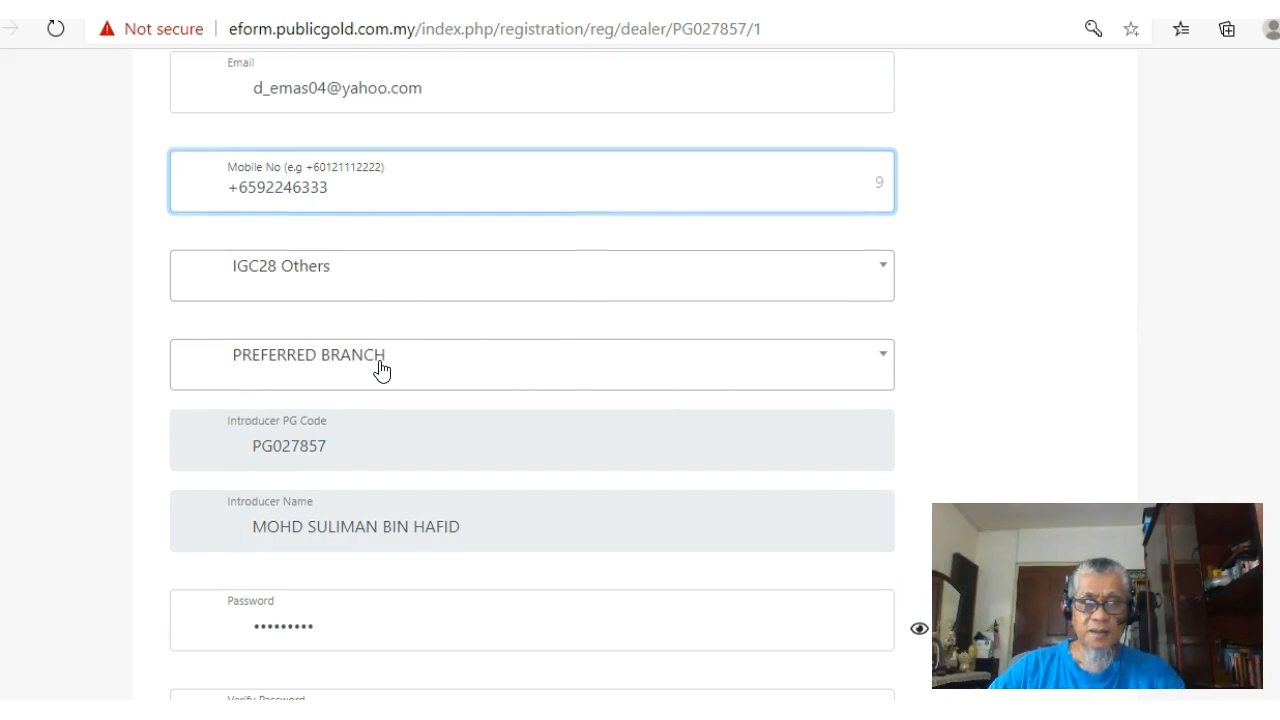 Not secure eform.publicgold.com.my/index.php/registration/reg/dealer/PG027857/1
Email
d_emas04@yahoo.com
Mobile No (e.g +60121112222)
+6592246333
9
IGC28 Others
PREFERRED BRANCH
Introducer PG Code
PG027857
Introducer Name
MOHD SULIMAN BIN HAFID
Password
•••••••••
Verify Password